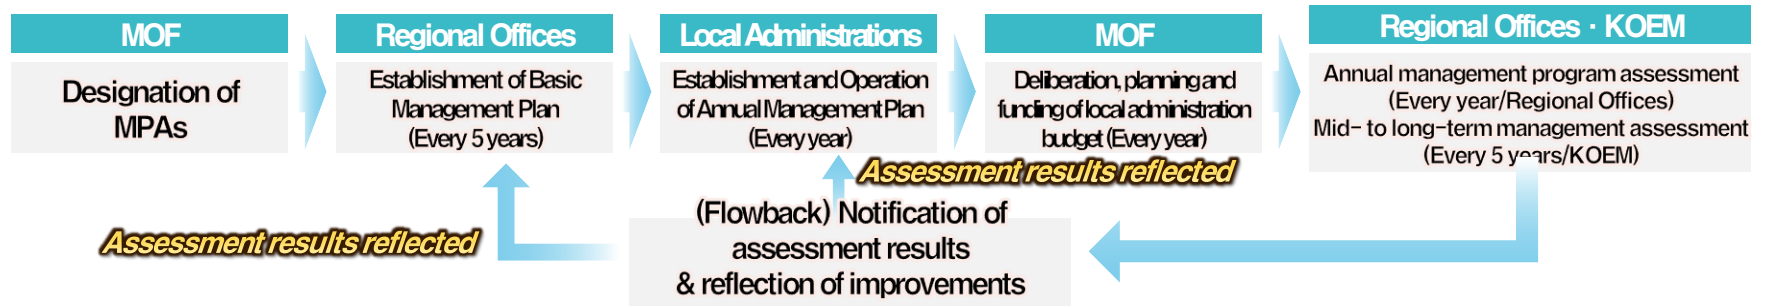 MOF
Designation of
MPAs
Regional Offices
Establishment of Basic
Management Plan
(Every 5 years)
Local Administrations
Establishment and Operation
of Annual Management Plan
(Every year)
MOF
Deliberation, planning and
funding of local administration
budget (Every year)
Regional Offices · KOEM
Annual management program assessment
(Every year/Regional Offices)
Mid- to long-term management assessment
(Every 5 years/KOEM)
Assessment results reflected
Assessment results reflected
(Flowback) Notification of
assessment results
& reflection of improvements